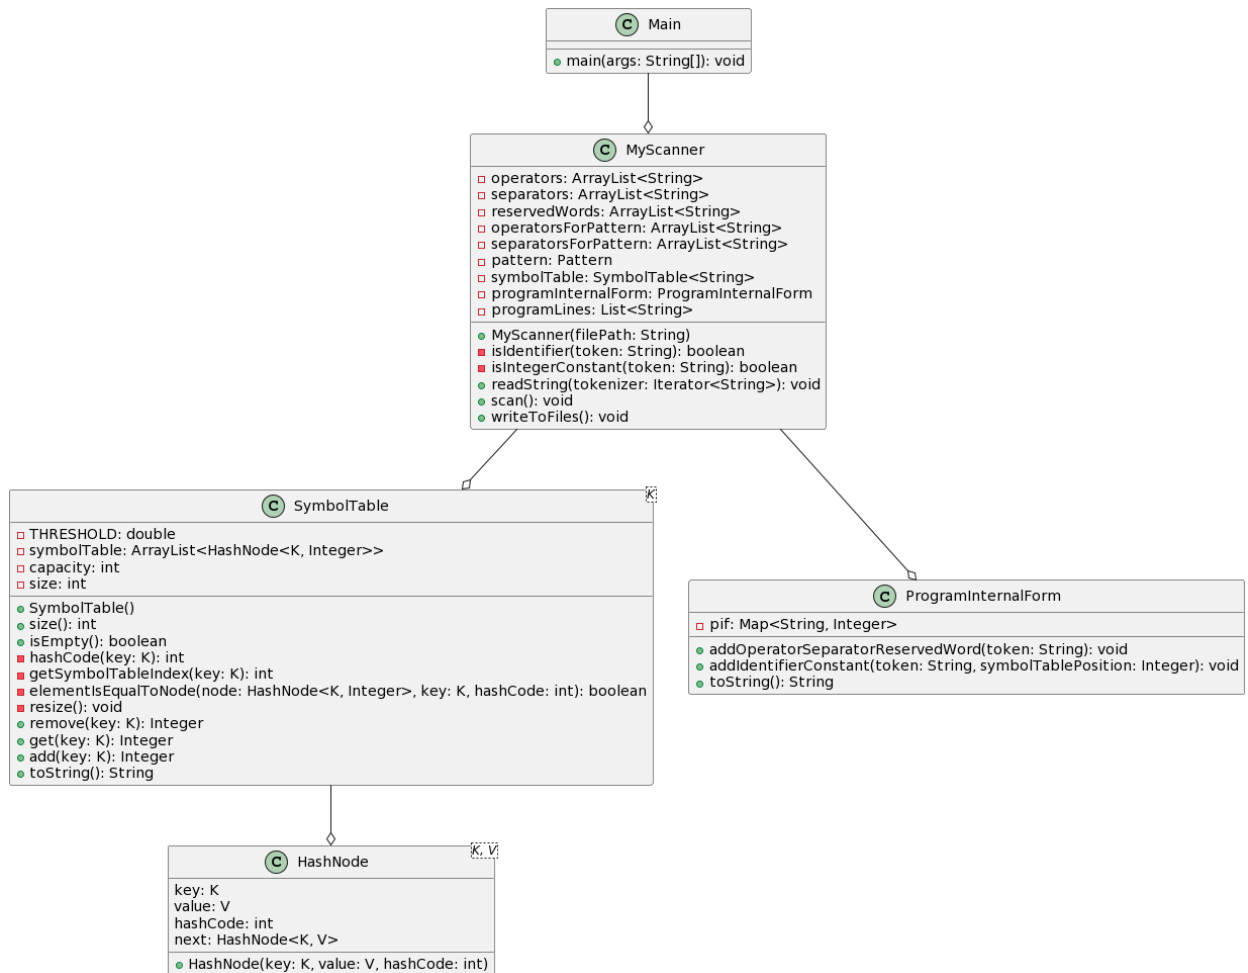 C Main
main(args: String[]): void
C MyScanner
operators: ArrayList<String>
separators: ArrayList<String>
reservedWords: ArrayList<String>
operatorsForPattern: ArrayList<String>
separatorsForPattern: ArrayList<String>
pattern: Pattern
symbolTable: SymbolTable<String>
programInternalForm: ProgramInternalForm
programLines: List<String>
MyScanner(filePath: String)
isIdentifier(token: String): boolean
isIntegerConstant(token: String): boolean
readString(tokenizer: Iterator<String>): void
scan(): void
writeToFiles(): void
C SymbolTable K
THRESHOLD: double
symbolTable: ArrayList<HashNode<K, Integer>>
capacity: int
size: int
SymbolTable()
size(): int
isEmpty(): boolean
hashCode(key: K): int
getSymbolTableIndex(key: K): int
elementIsEqualToNode(node: HashNode<K, Integer>, key: K, hashCode: int): boolean
resize(): void
remove(key: K): Integer
get(key: K): Integer
add(key: K): Integer
toString(): String
C ProgramInternalForm
pif: Map<String, Integer>
addOperatorSeparatorReservedWord(token: String): void
addIdentifierConstant(token: String, symbolTablePosition: Integer): void
toString(): String
C HashNode K, V
key: K
value: V
hashCode: int
next: HashNode<K, V>
HashNode(key: K, value: V, hashCode: int)